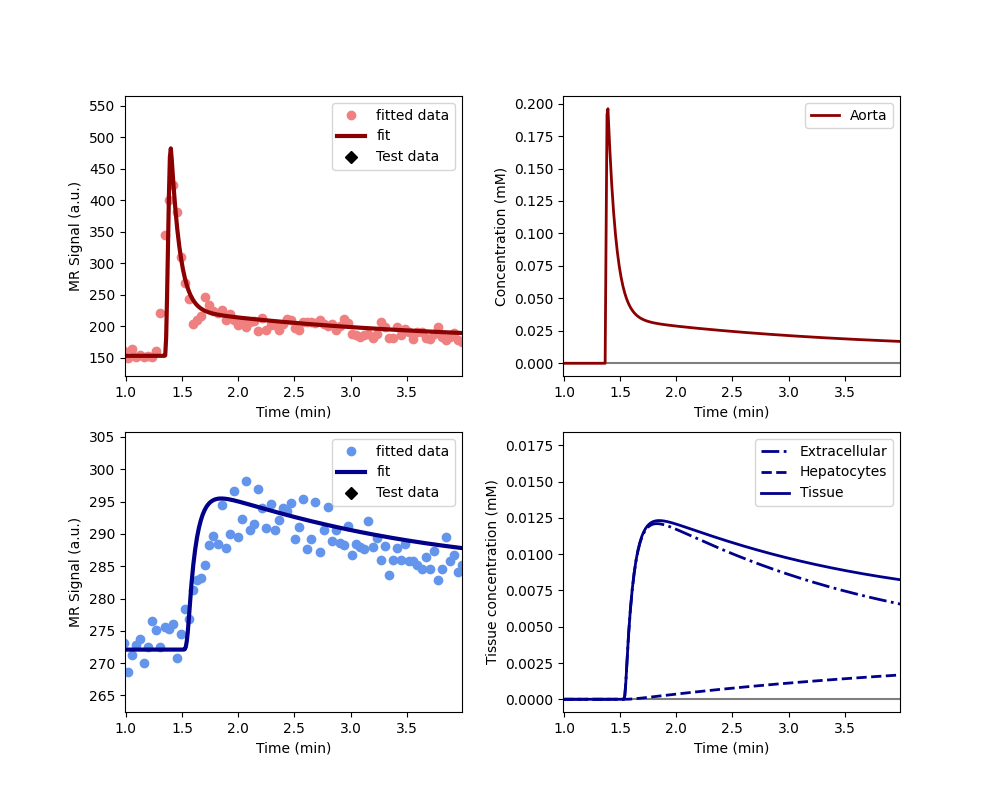 550
500
450
400
350
300
250
200
150
MR Signal (a.u.)
1.0 1.5 2.0 2.5 3.0 3.5
Time (min)
fitted data
fit
Test data
0.200
0.175
0.150
0.125
0.100
0.075
0.050
0.025
0.000
Concentration (mM)
1.0 1.5 2.0 2.5 3.0 3.5
Time (min)
Aorta
305
300
295
290
285
280
275
270
265
MR Signal (a.u.)
1.0 1.5 2.0 2.5 3.0 3.5
Time (min)
fitted data
fit
Test data
0.0175
0.0150
0.0125
0.0100
0.0075
0.0050
0.0025
0.0000
Tissue concentration (mM)
1.0 1.5 2.0 2.5 3.0 3.5
Time (min)
Extracellular
Hepatocytes
Tissue